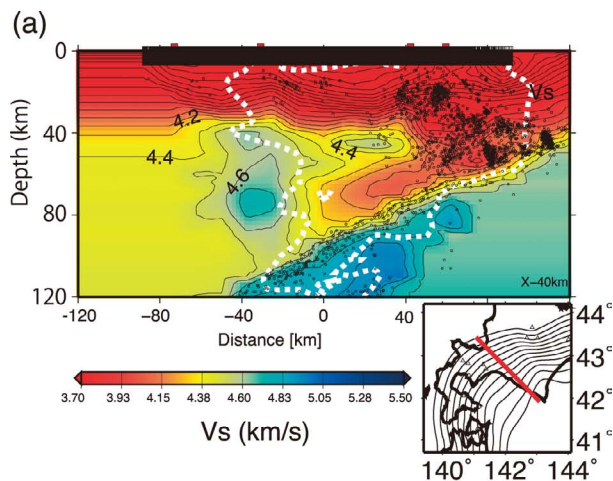 (a)
0
40
80
120
Depth (km)
4.2
4.4
4.6
4.4
Vs
X-40km
-120
-80
-40
0
40
Distance [km]
3.70 3.93 4.15 4.38 4.60 4.83 5.05 5.28 5.50
Vs (km/s)
44°
43°
42°
41°
140° 142° 144°